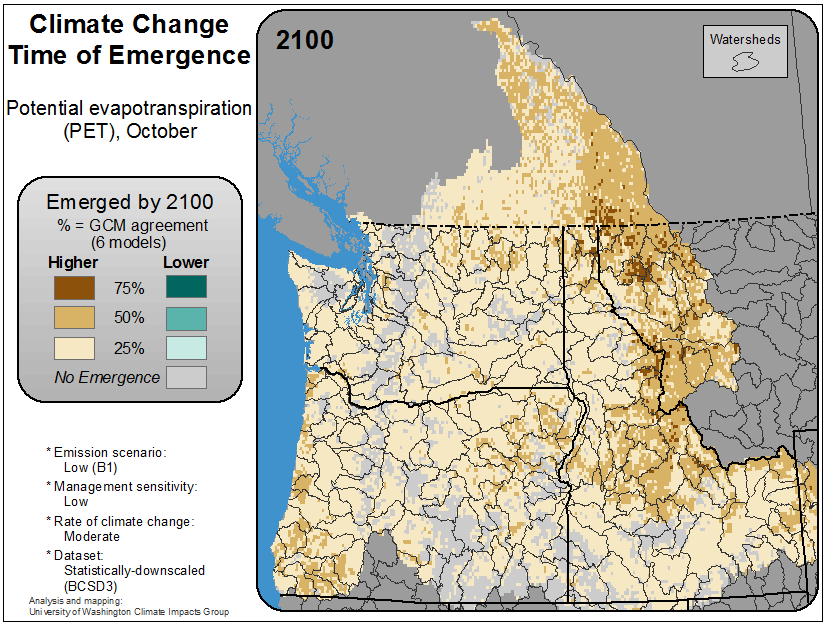 Climate Change
Time of Emergence
Potential evapotranspiration
(PET), October
Emerged by 2100
% = GCM agreement
(6 models)
Higher
Lower
75%
50%
25%
No Emergence
* Emission scenario:
Low (B1)
* Management sensitivity:
Low
* Rate of climate change:
Moderate
* Dataset:
Statistically-downscaled
(BCSD3)
Analysis and mapping:
University of Washington Climate Impacts Group
2100
Watersheds